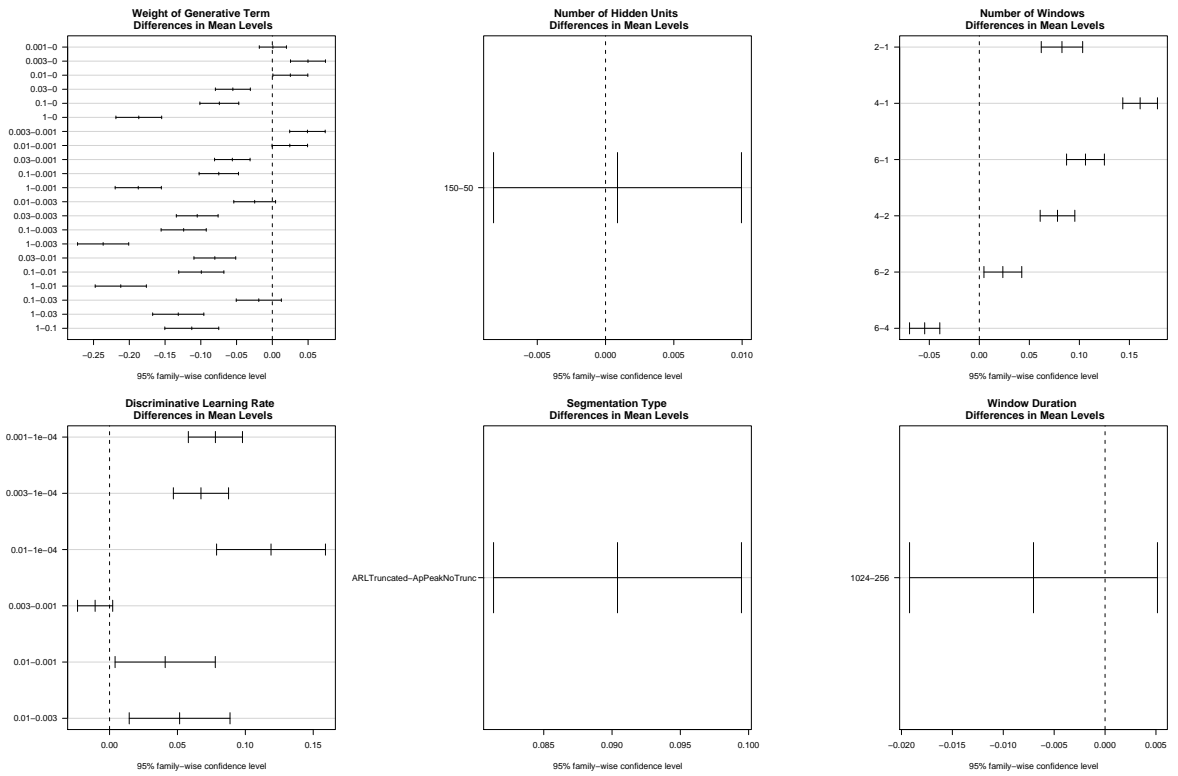 Weight of Generative Term
Differences in Mean Levels
0.001−0
0.003−0
0.01−0
0.03−0
0.1−0
1−0
0.003−0.001
0.01−0.001
0.03−0.001
0.1−0.001
1−0.001
0.01−0.003
0.03−0.003
0.1−0.003
1−0.003
0.03−0.01
0.1−0.01
1−0.01
0.1−0.03
1−0.03
1−0.1
−0.25 −0.20 −0.15 −0.10 −0.05 0.00 0.05
95% family−wise confidence level
Number of Hidden Units
Differences in Mean Levels
150−50
−0.005 0.000 0.005 0.010
95% family−wise confidence level
Number of Windows
Differences in Mean Levels
2−1
4−1
6−1
4−2
6−2
6−4
−0.05 0.00 0.05 0.10 0.15
95% family−wise confidence level
Discriminative Learning Rate
Differences in Mean Levels
0.001−1e−04
0.003−1e−04
0.01−1e−04
0.003−0.001
0.01−0.001
0.01−0.003
0.00 0.05 0.10 0.15
95% family−wise confidence level
Segmentation Type
Differences in Mean Levels
ARLTruncated−ApPeakNoTrunc
0.085 0.090 0.095 0.100
95% family−wise confidence level
Window Duration
Differences in Mean Levels
1024−256
−0.020 −0.015 −0.010 −0.005 0.000 0.005
95% family−wise confidence level